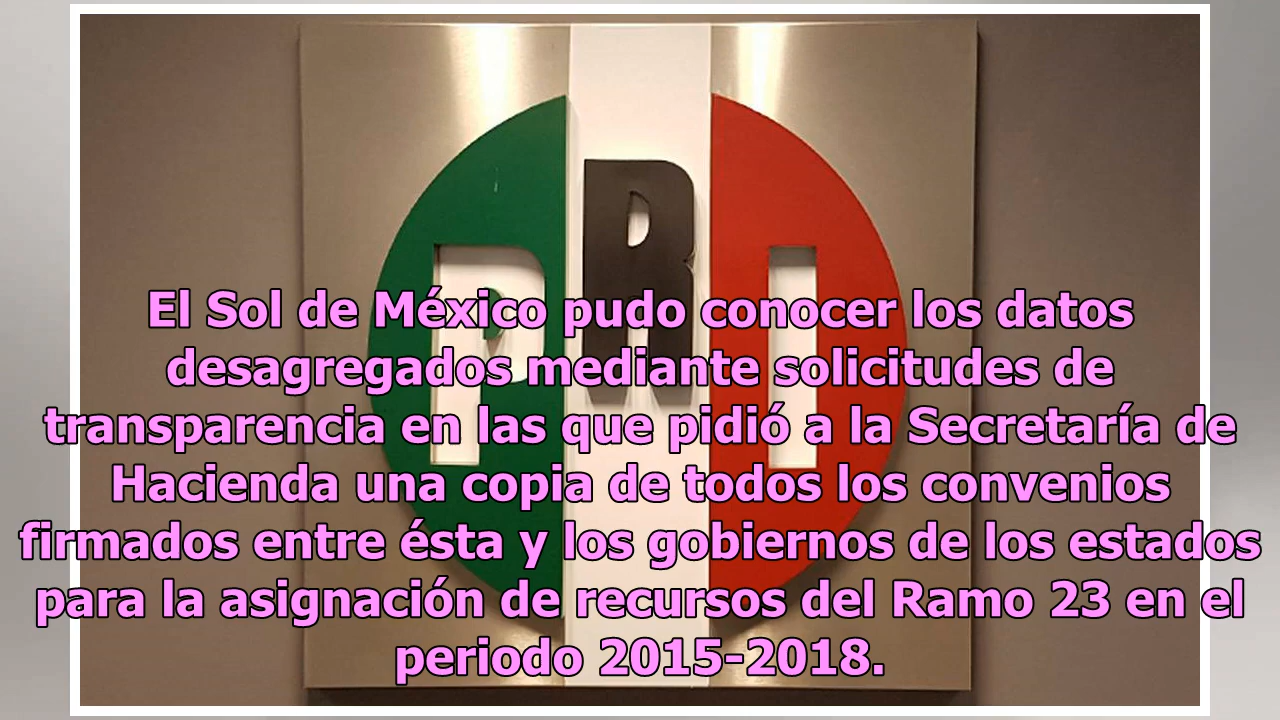 PRI
El Sol de México pudo conocer los datos
desagregados mediante solicitudes de
transparencia en las que pidió a la Secretaría de
Hacienda una copia de todos los convenios
firmados entre ésta y los gobiernos de los estados
para la asignación de recursos del Ramo 23 en el
periodo 2015-2018.